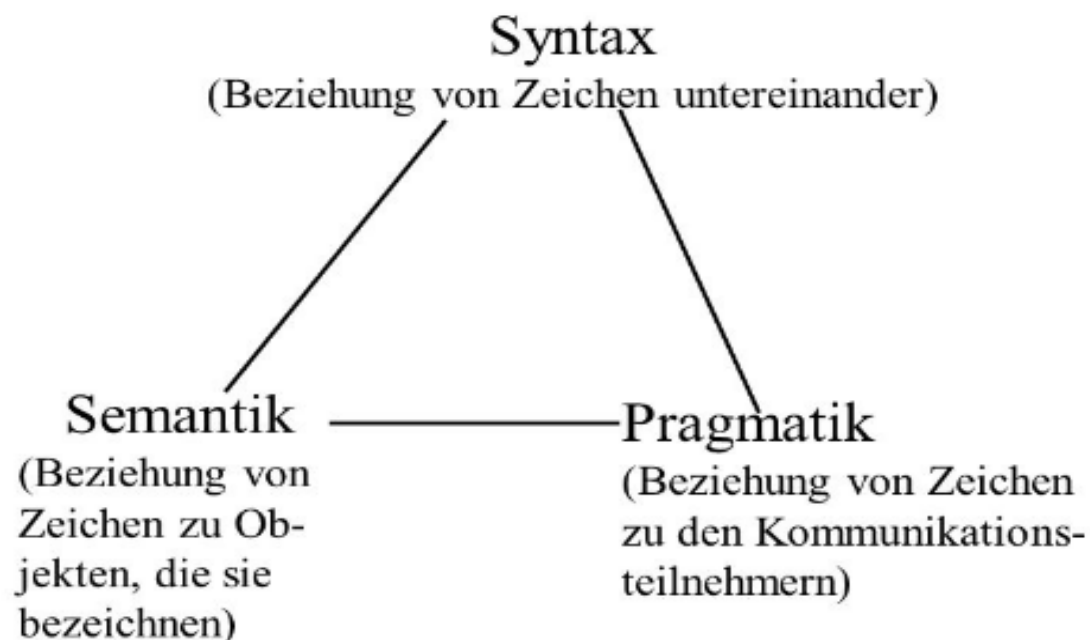 Syntax
(Beziehung von Zeichen untereinander)
Semantik
(Beziehung von
Zeichen zu Ob-
jekten, die sie
bezeichnen)
Pragmatik
(Beziehung von Zeichen
zu den Kommunikations-
teilnehmern)